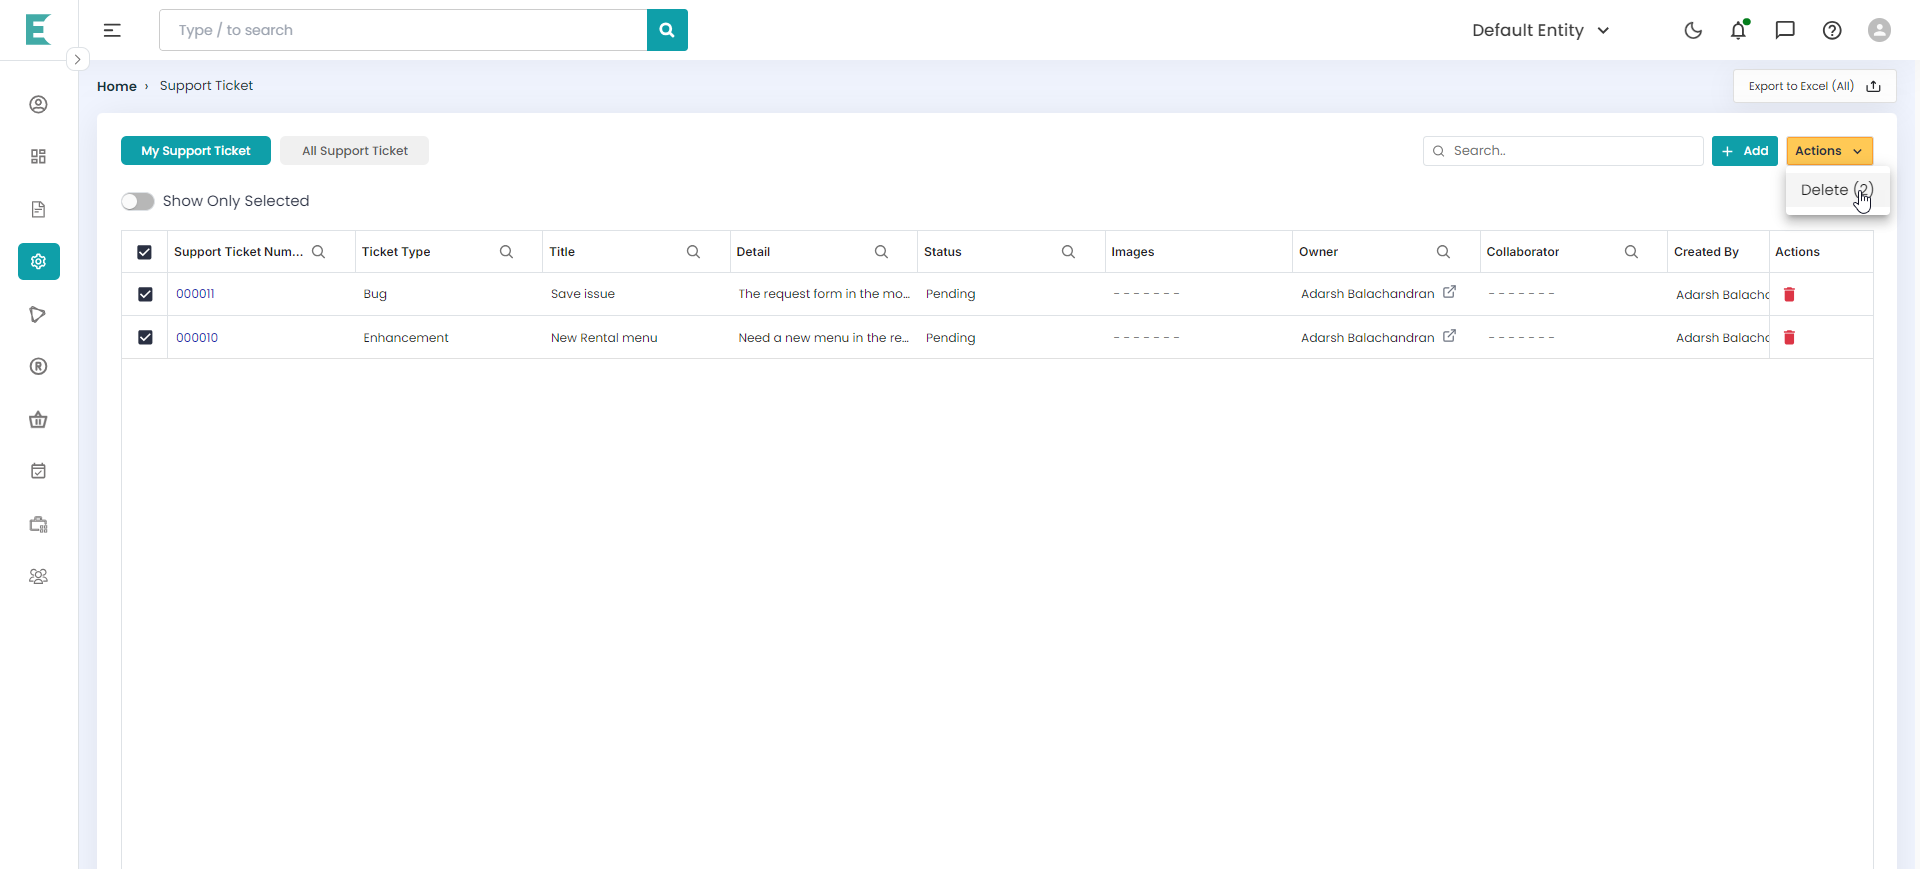 Type / to search
Default Entity
Home › Support Ticket
Export to Excel (All)
My Support Ticket
All Support Ticket
Search..
+ Add
Actions
Delete (2)
Show Only Selected
Support Ticket Num... Ticket Type Title Detail Status Images Owner Collaborator Created By Actions
000011 Bug Save issue The request form in the mo... Pending - - - - - - - Adarsh Balachandran - - - - - - - Adarsh Balacha
000010 Enhancement New Rental menu Need a new menu in the re... Pending - - - - - - - Adarsh Balachandran - - - - - - - Adarsh Balacha